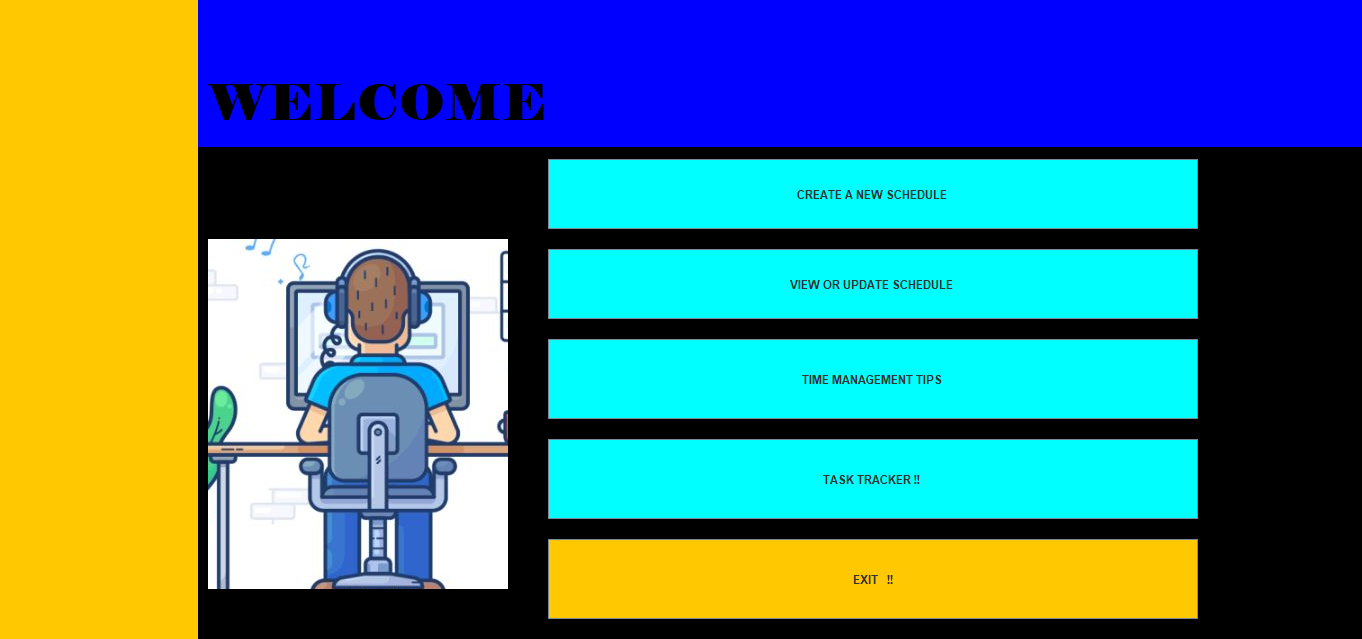 WELCOME
CREATE A NEW SCHEDULE
VIEW OR UPDATE SCHEDULE
TIME MANAGEMENT TIPS
TASK TRACKER !!
EXIT !!